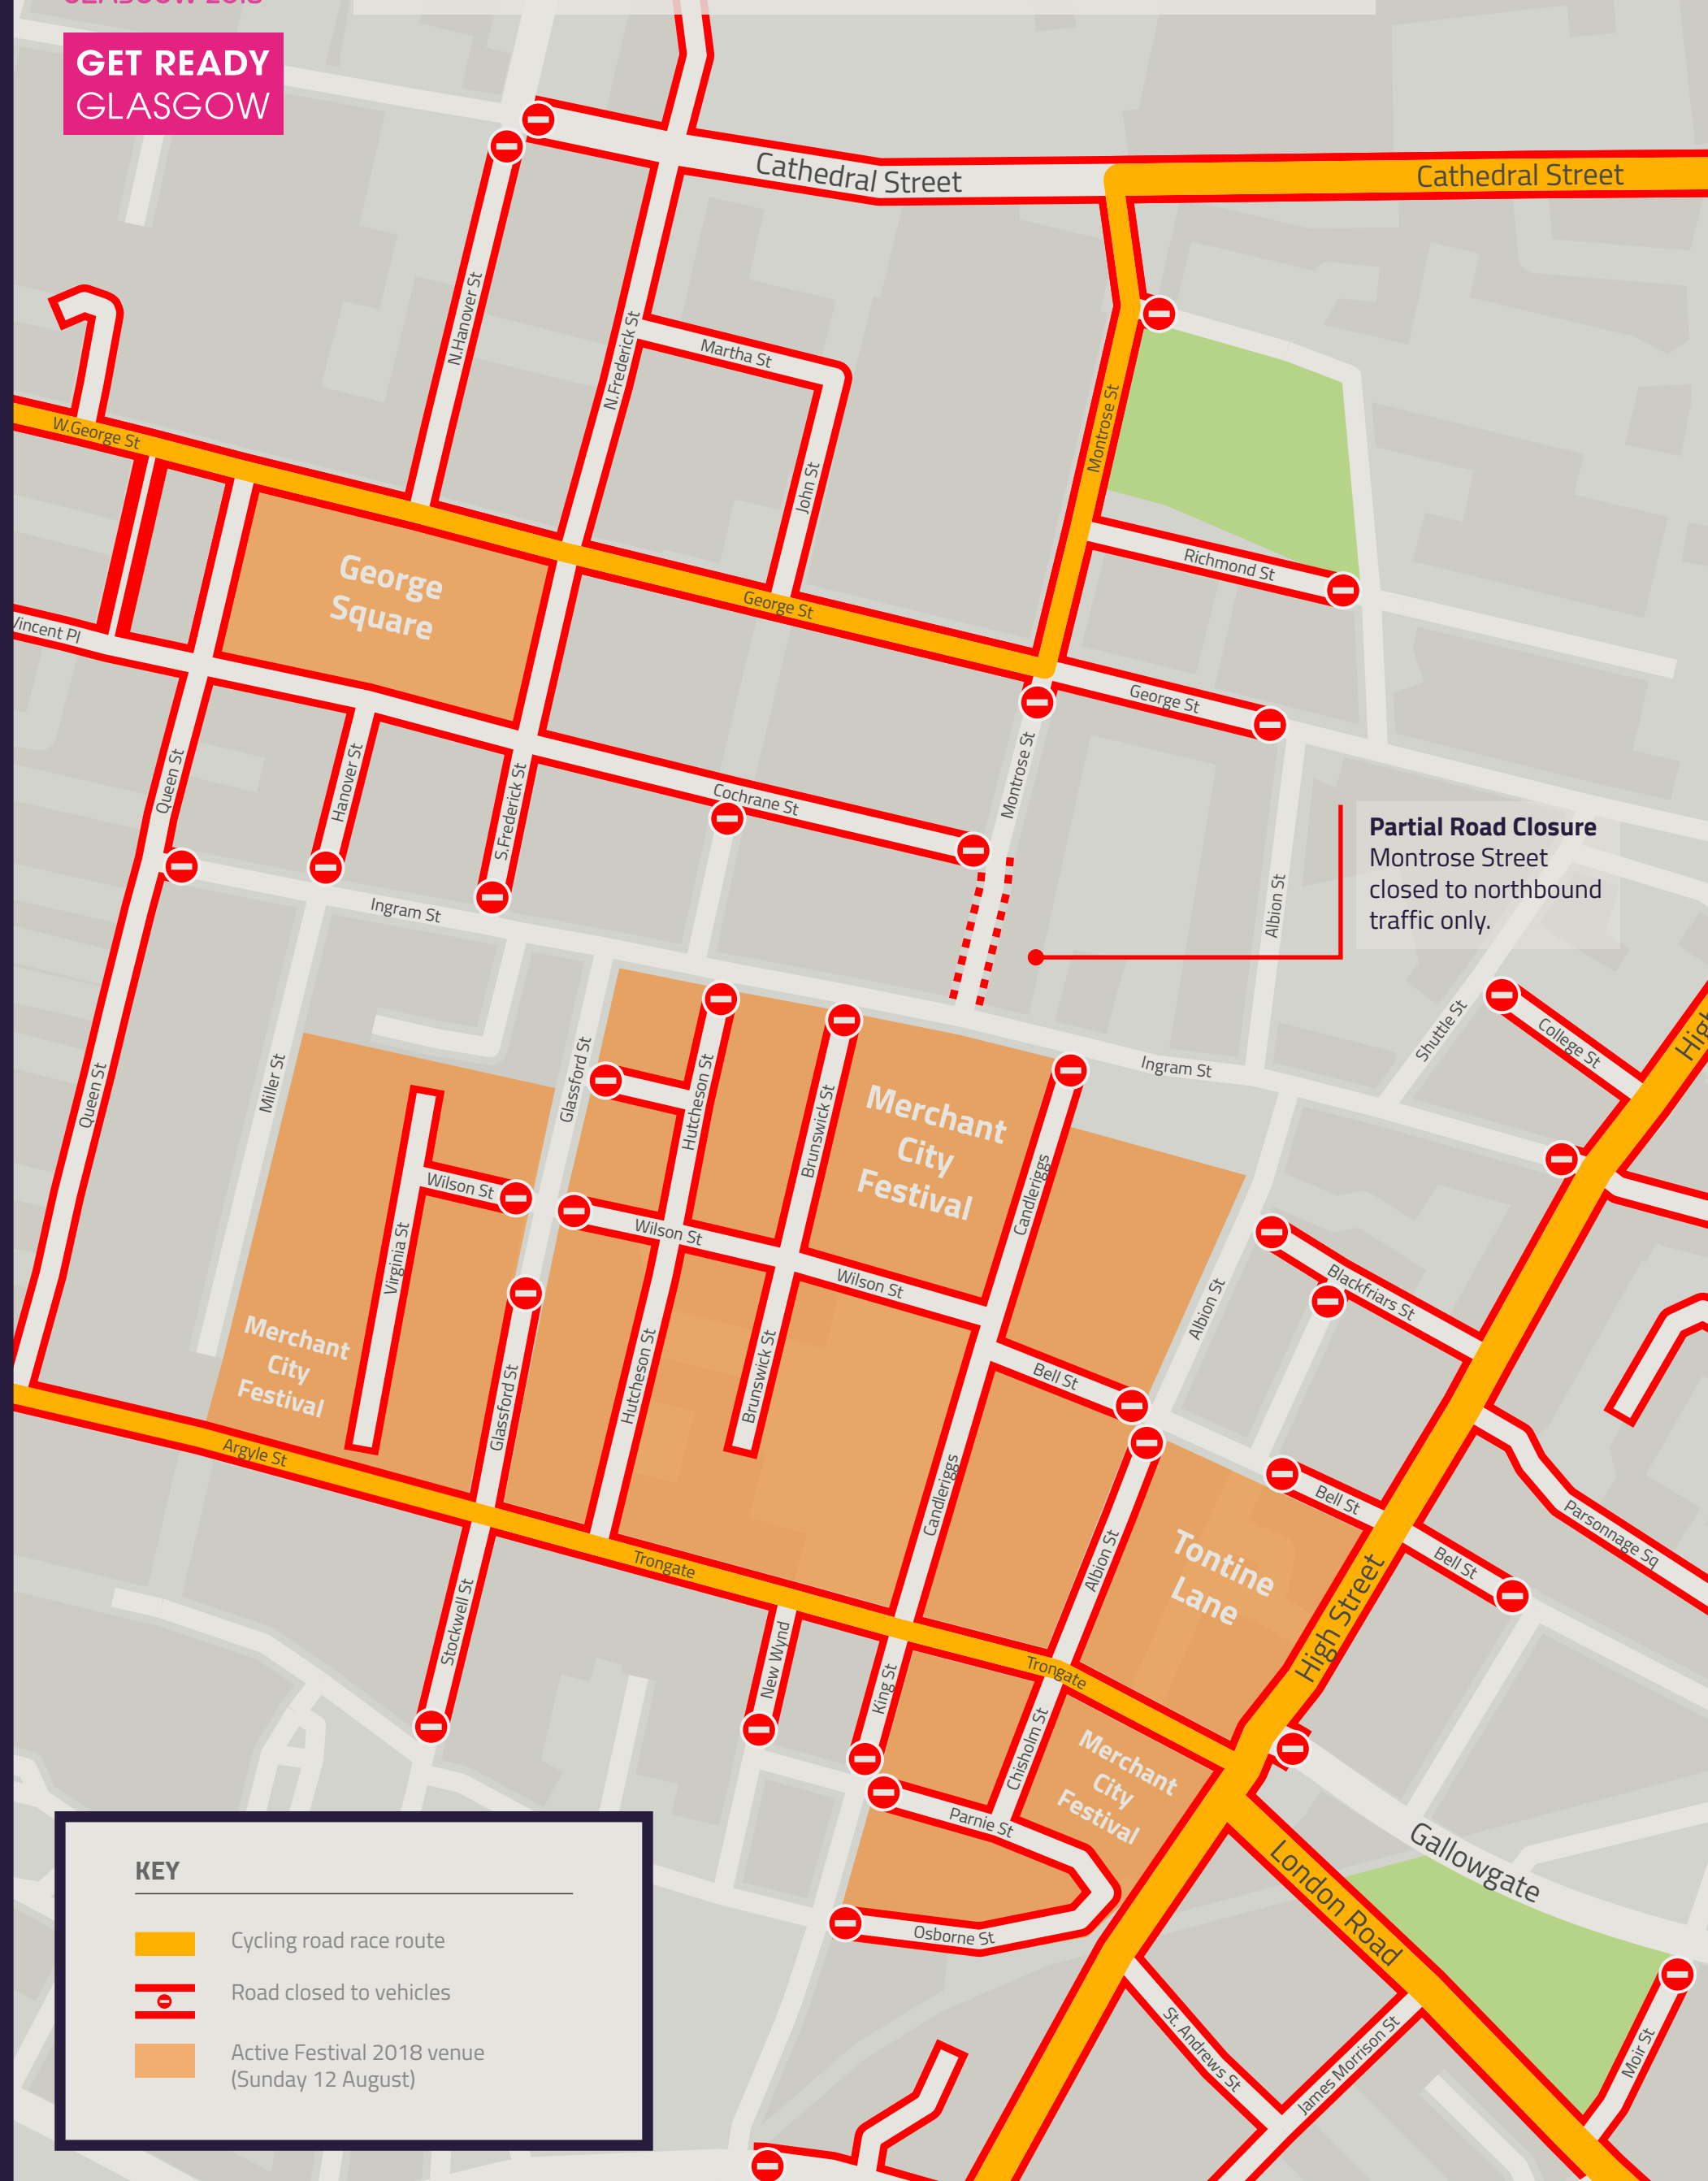 GLASGOW 2018
GET READY
GLASGOW
Cathedral Street
Cathedral Street
N.Hanover St
N.Frederick St
Martha St
John St
Montrose St
W.George St
George
Square
George St
Richmond St
George St
Vincent Pl
Queen St
Hanover St
S.Frederick St
Cochrane St
Montrose St
Partial Road Closure
Montrose Street
closed to northbound
traffic only.
Albion St
Ingram St
Shuttle St
College St
High
Ingram St
Queen St
Miller St
Glassford St
Hutcheson St
Brunswick St
Merchant
City
Festival
Candleriggs
Wilson St
Wilson St
Wilson St
Virginia St
Blackfriars St
Albion St
Merchant
City
Festival
Glassford St
Hutcheson St
Brunswick St
Bell St
Argyle St
Candleriggs
Bell St
Bell St
Parsonnage Sq
Albion St
Tontine
Lane
High Street
Trongate
Stockwell St
New Wynd
King St
Trongate
Chisholm St
Merchant
City
Festival
Parnie St
Gallowgate
London Road
Osborne St
St. Andrews St
James Morrison St
Moir St
KEY
Cycling road race route
Road closed to vehicles
Active Festival 2018 venue
(Sunday 12 August)